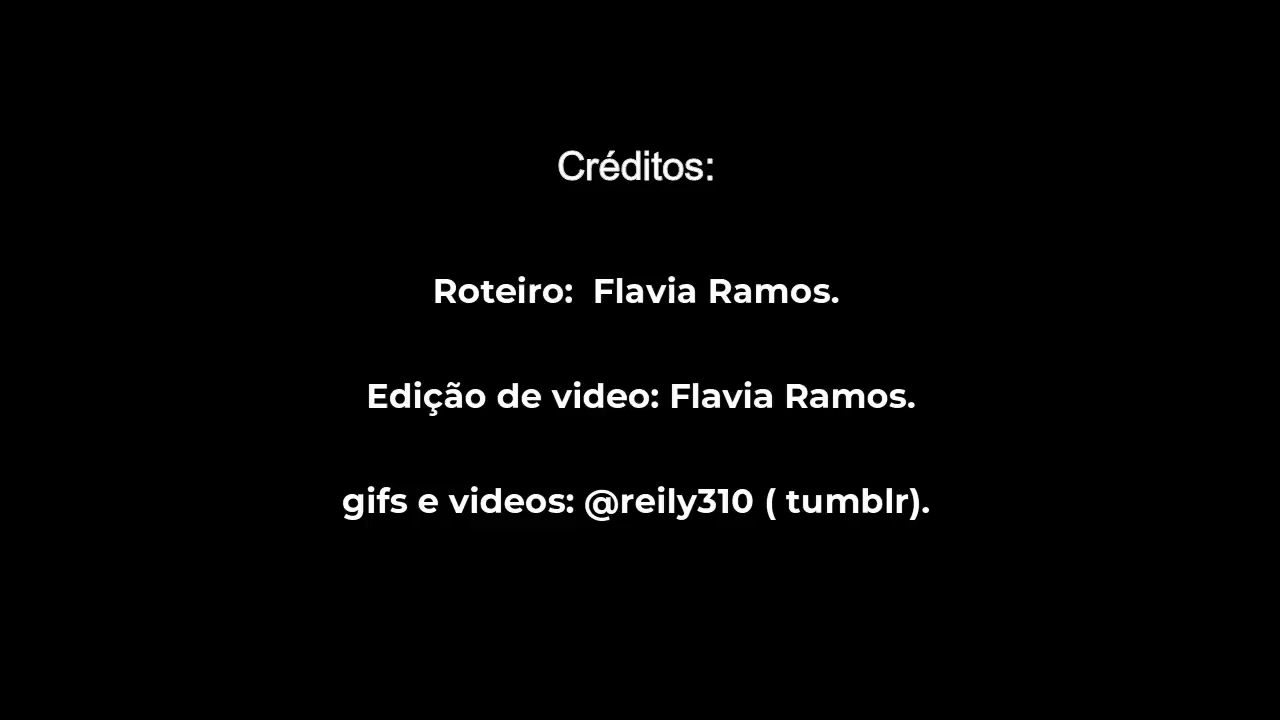 Créditos:
Roteiro:  Flavia Ramos.
Edição de video: Flavia Ramos.
gifs e videos: @reily310 ( tumblr).